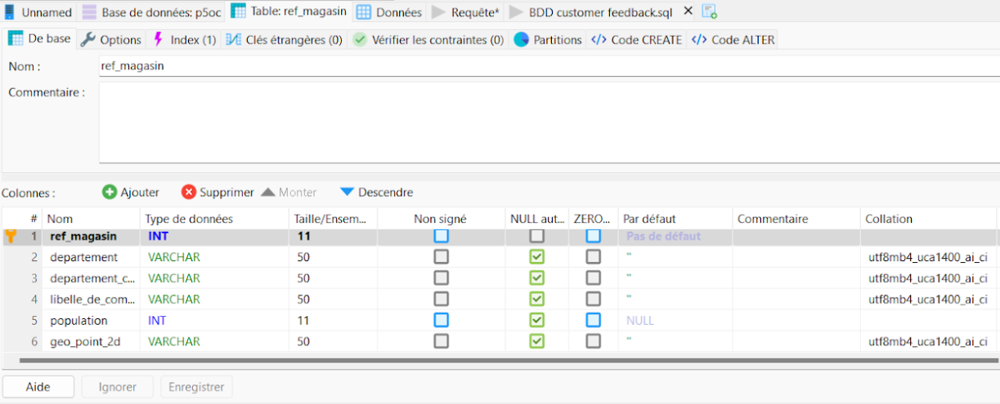 Unnamed Base de données: p5oc Table: ref_magasin Données Requête* BDD customer feedback.sql
De base Options Index (1) Clés étrangères (0) Vérifier les contraintes (0) Partitions </> Code CREATE </> Code ALTER
Nom : ref_magasin
Commentaire :
Colonnes : Ajouter Supprimer Monter Descendre
# Nom Type de données Taille/Ensem... Non signé NULL aut... ZERO... Par défaut Commentaire Collation
1 ref_magasin INT 11 Pas de défaut
2 departement VARCHAR 50 '' utf8mb4_uca1400_ai_ci
3 departement_c... VARCHAR 50 '' utf8mb4_uca1400_ai_ci
4 libelle_de_com... VARCHAR 50 '' utf8mb4_uca1400_ai_ci
5 population INT 11 NULL
6 geo_point_2d VARCHAR 50 '' utf8mb4_uca1400_ai_ci
Aide Ignorer Enregistrer